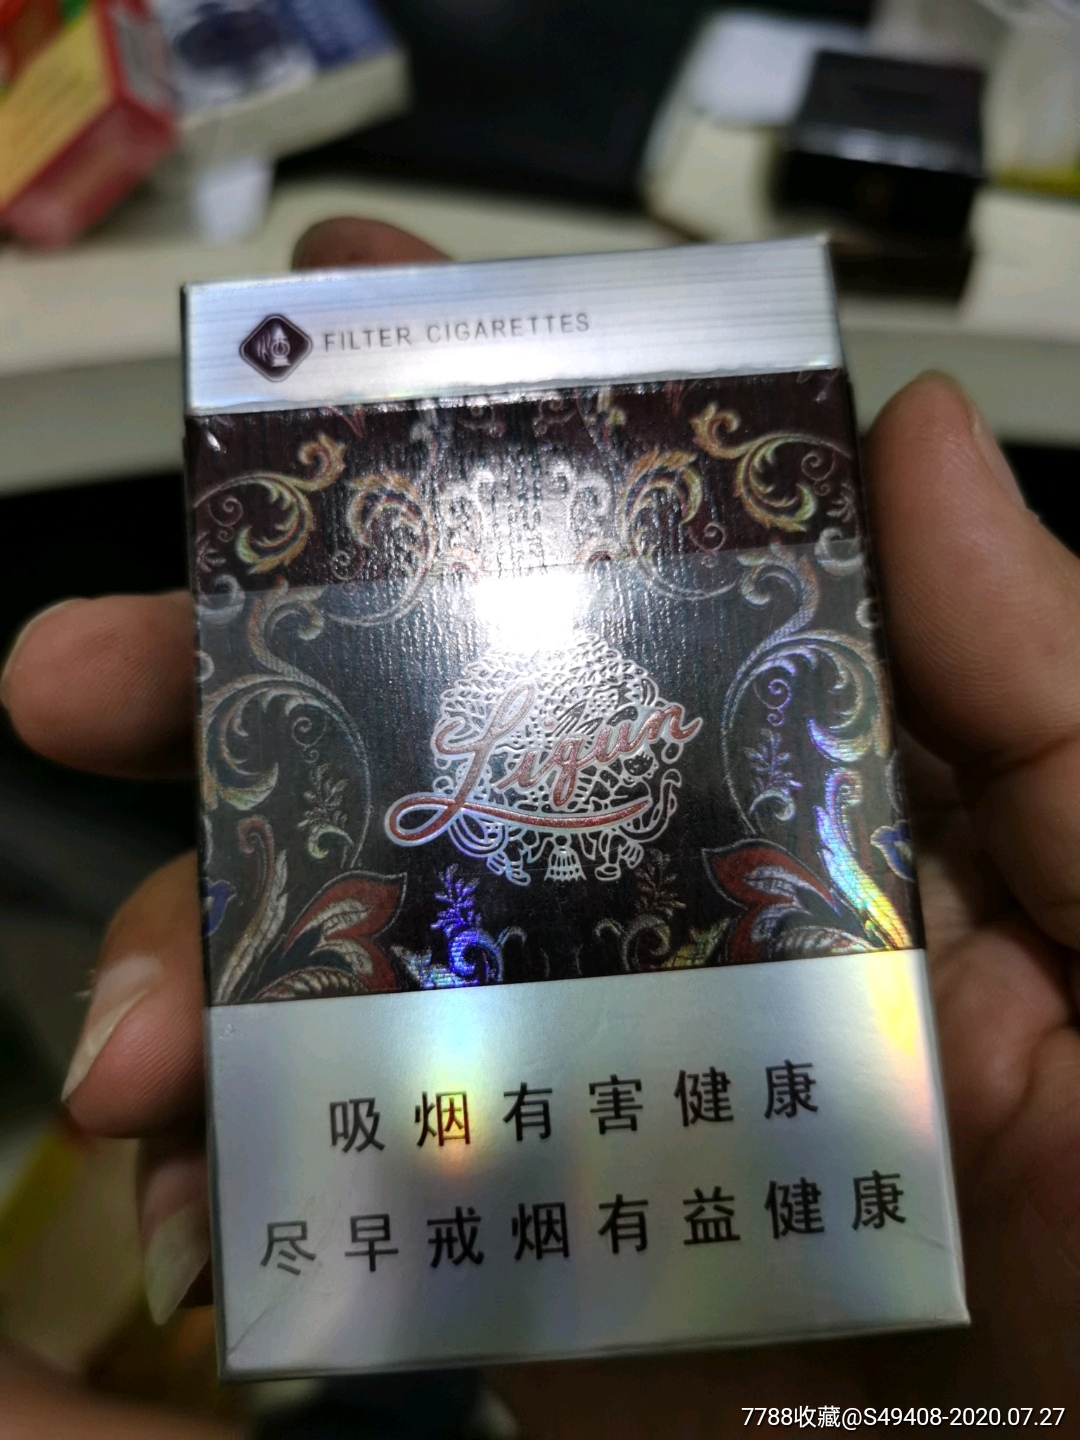 FILTER CIGARETTES
Liqun
吸烟有害健康
尽早戒烟有益健康
7788收藏@S49408-2020.07.27